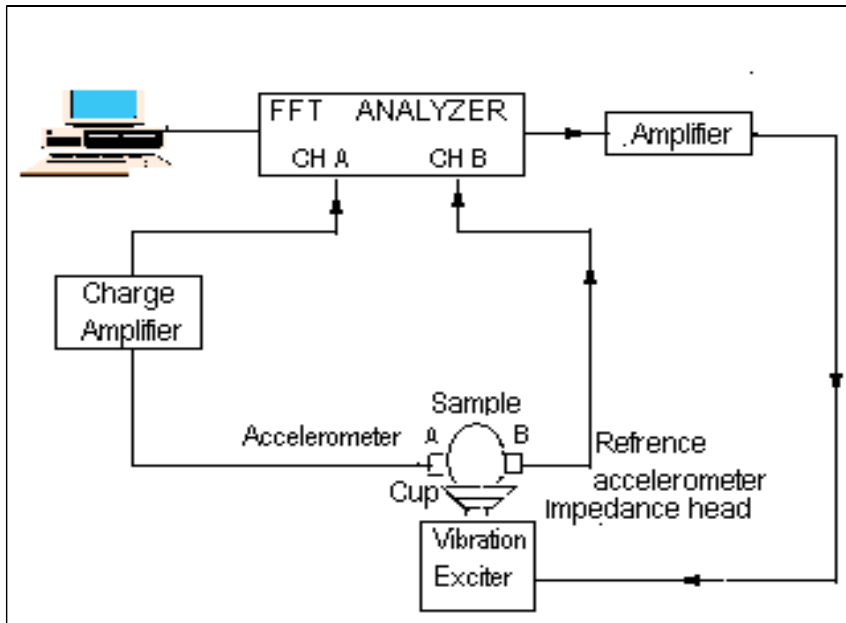 FFT ANALYZER
CH A CH B
Amplifier
Charge
Amplifier
Sample
Accelerometer A B
Refrence
accelerometer
Cup
Impedance head
Vibration
Exciter